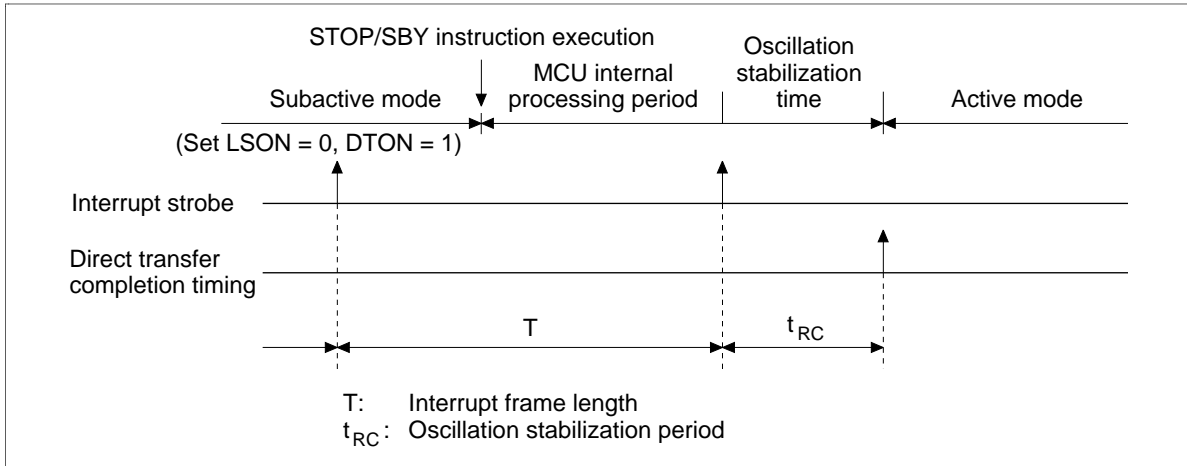 STOP/SBY instruction execution
Oscillation
stabilization
time
MCU internal
processing period
Subactive mode
Active mode
(Set LSON = 0, DTON = 1)
Interrupt strobe
Direct transfer
completion timing
T
tRC
T: Interrupt frame length
tRC: Oscillation stabilization period